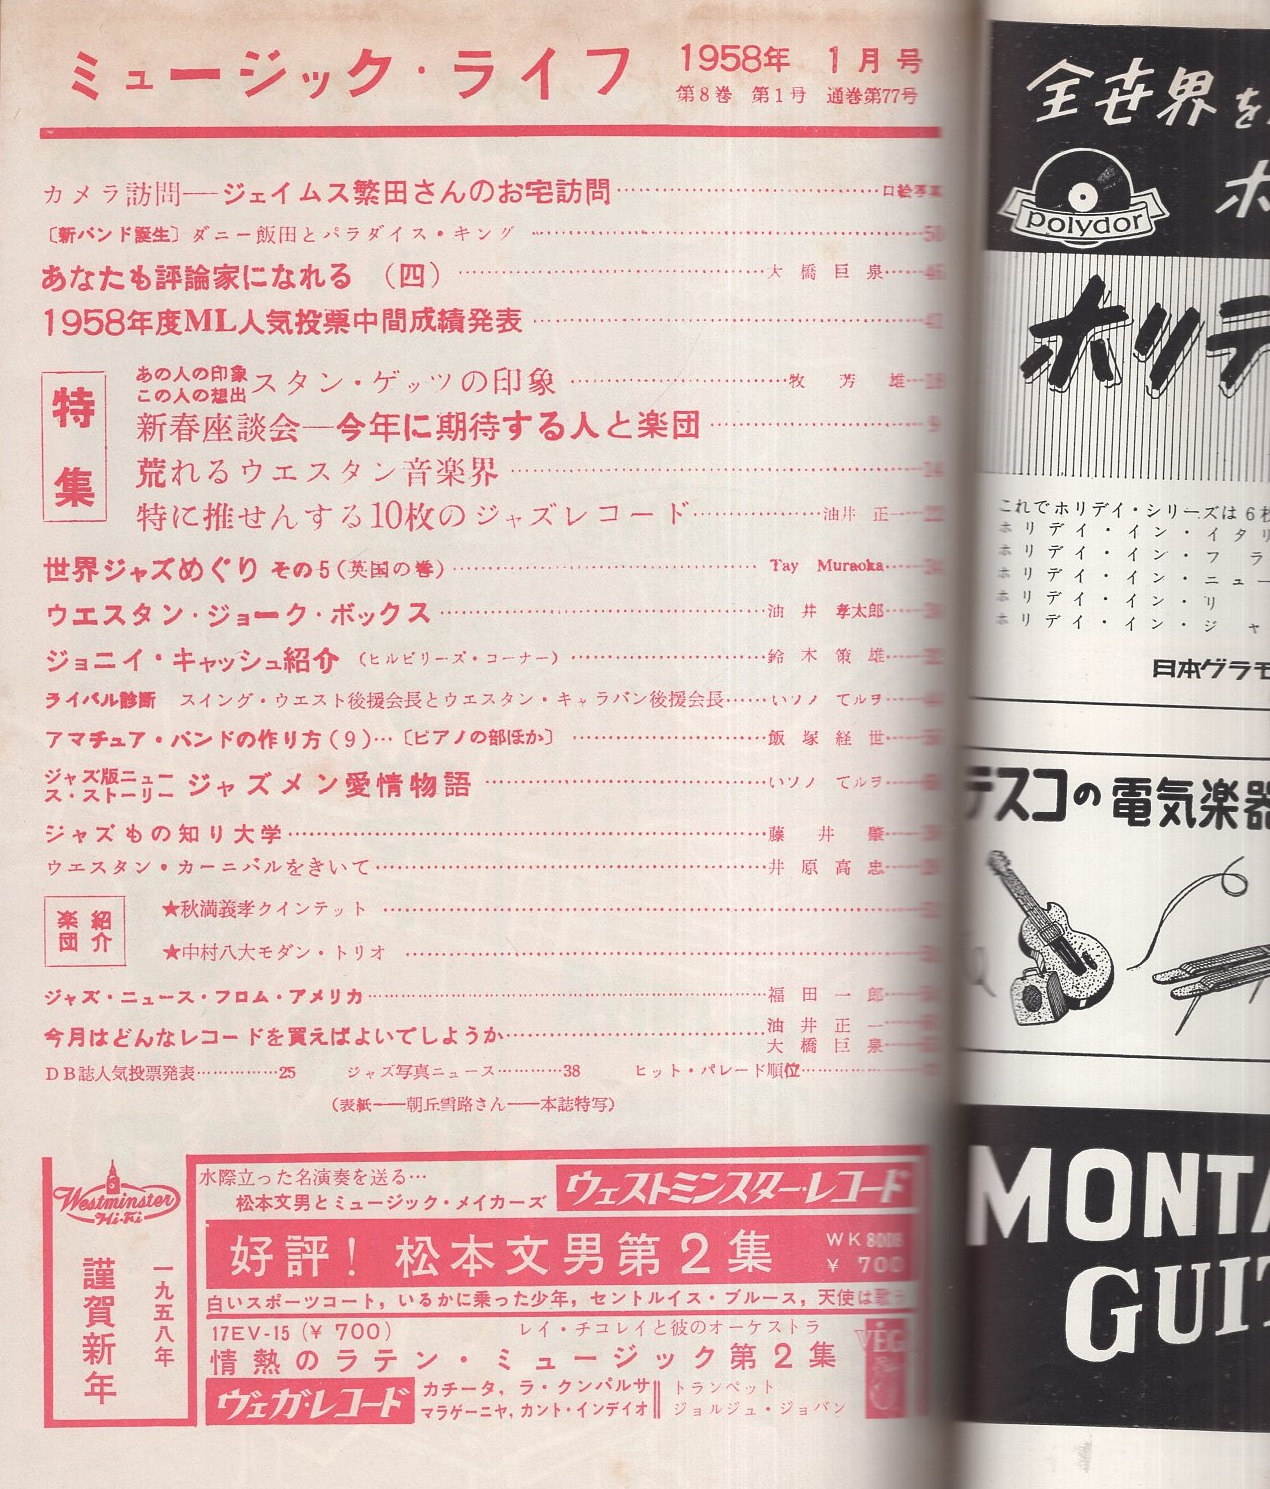 ミュージック・ライフ
1958年 1月号
第8巻 第1号 通巻第77号
カメラ訪問──ジェイムス繁田さんのお宅訪問…………口絵写真
〔新バンド誕生〕ダニー飯田とパラダイス・キング…………50
あなたも評論家になれる (四)…………大橋巨泉
1958年度ML人気投票中間成績発表
特集
あの人の印象
この人の想出 スタン・ゲッツの印象…………牧芳雄…18
新春座談会─今年に期待する人と楽団…………9
荒れるウエスタン音楽界…………14
特に推せんする10枚のジャズレコード…………油井正一
世界ジャズめぐり その5(英国の巻)…………Tay Muraoka
ウエスタン・ジョーク・ボックス…………油井孝太郎
ジョニイ・キャッシュ紹介 (ヒルビリーズ・コーナー)…………鈴木策雄
ライバル診断 スイング・ウエスト後援会長とウエスタン・キャラバン後援会長……いソノ てルヲ
アマチュア・バンドの作り方(9)…〔ピアノの部ほか〕…………飯塚経世
ジャズ版ニュー
ス・ストーリー ジャズメン愛情物語…………いソノ てルヲ
ジャズもの知り大学…………藤井肇
ウエスタン・カーニバルをきいて…………井原高忠
楽団紹介
★秋満義孝クインテット
★中村八大モダン・トリオ
ジャズ・ニュース・フロム・アメリカ…………福田一郎
今月はどんなレコードを買えばよいでしようか…………油井正一
大橋巨泉
DB誌人気投票発表……………25 ジャズ写真ニュース…………38 ヒット・パレード順位…………
(表紙──朝丘雪路さん──本誌特写)
Westminster
Hi-Fi
謹賀新年
一九五八年
水際立った名演奏を送る…
松本文男とミュージック・メイカーズ
ウェストミンスター・レコード
好評! 松本文男第2集
WK 8008
¥ 700
白いスポーツコート,いるかに乗った少年,セントルイス・ブルース,天使は歌う
17EV-15 (¥ 700) レイ・チコレイと彼のオーケストラ
情熱のラテン・ミュージック第2集
VEG
ヴェガ・レコード
カチータ,ラ・クンパルサ
マラゲーニヤ,カント・インデイオ
トランペット
ジョルジュ・ジョバン
全世界を
polydor
ホ
ホリデ
これでホリデイ・シリーズは6枚
ホリデイ・イン・イタリ
ホリデイ・イン・フラ
ホリデイ・イン・ニュー
ホリデイ・イン・リ
ホリデイ・イン・ジャ
日本グラモ
テスコの電気楽器
MONTA
GUIT